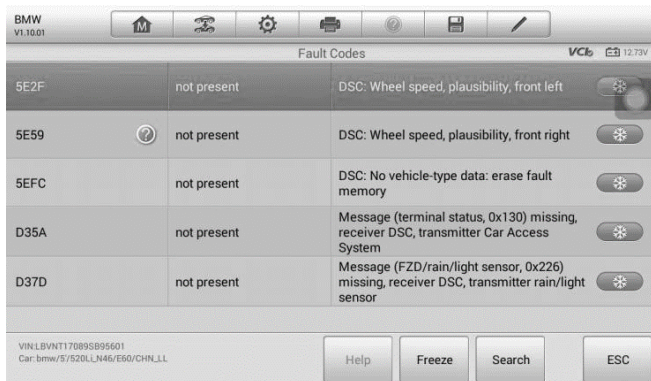 BMW
V1.10.01
Fault Codes
VCI 12.73V
5E2F not present DSC: Wheel speed, plausibility, front left
5E59 not present DSC: Wheel speed, plausibility, front right
5EFC not present DSC: No vehicle-type data: erase fault
memory
D35A not present Message (terminal status, 0x130) missing,
receiver DSC, transmitter Car Access
System
D37D not present Message (FZD/rain/light sensor, 0x226)
missing, receiver DSC, transmitter rain/light
sensor
VIN:LBVNT17089SB95601
Car: bmw/5'/520Li_N46/E60/CHN_LL
Help Freeze Search ESC